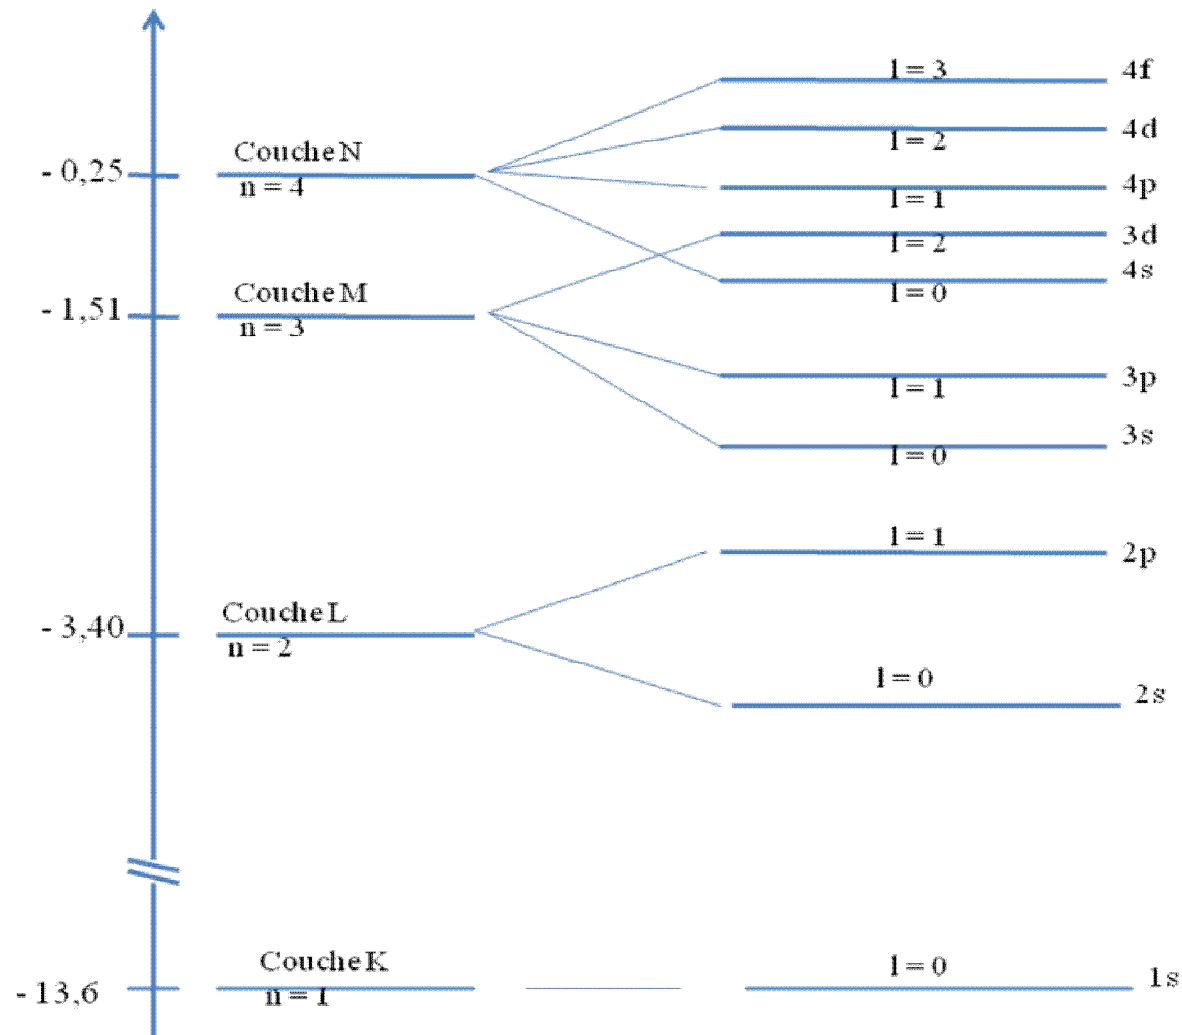 l = 3 4f
l = 2 4d
Couche N
- 0,25
n = 4
l = 1 4p
l = 2 3d
l = 0 4s
Couche M
- 1,51
n = 3
l = 1 3p
l = 0 3s
l = 1 2p
Couche L
- 3,40
n = 2
l = 0 2s
Couche K
- 13,6
n = 1
l = 0 1s